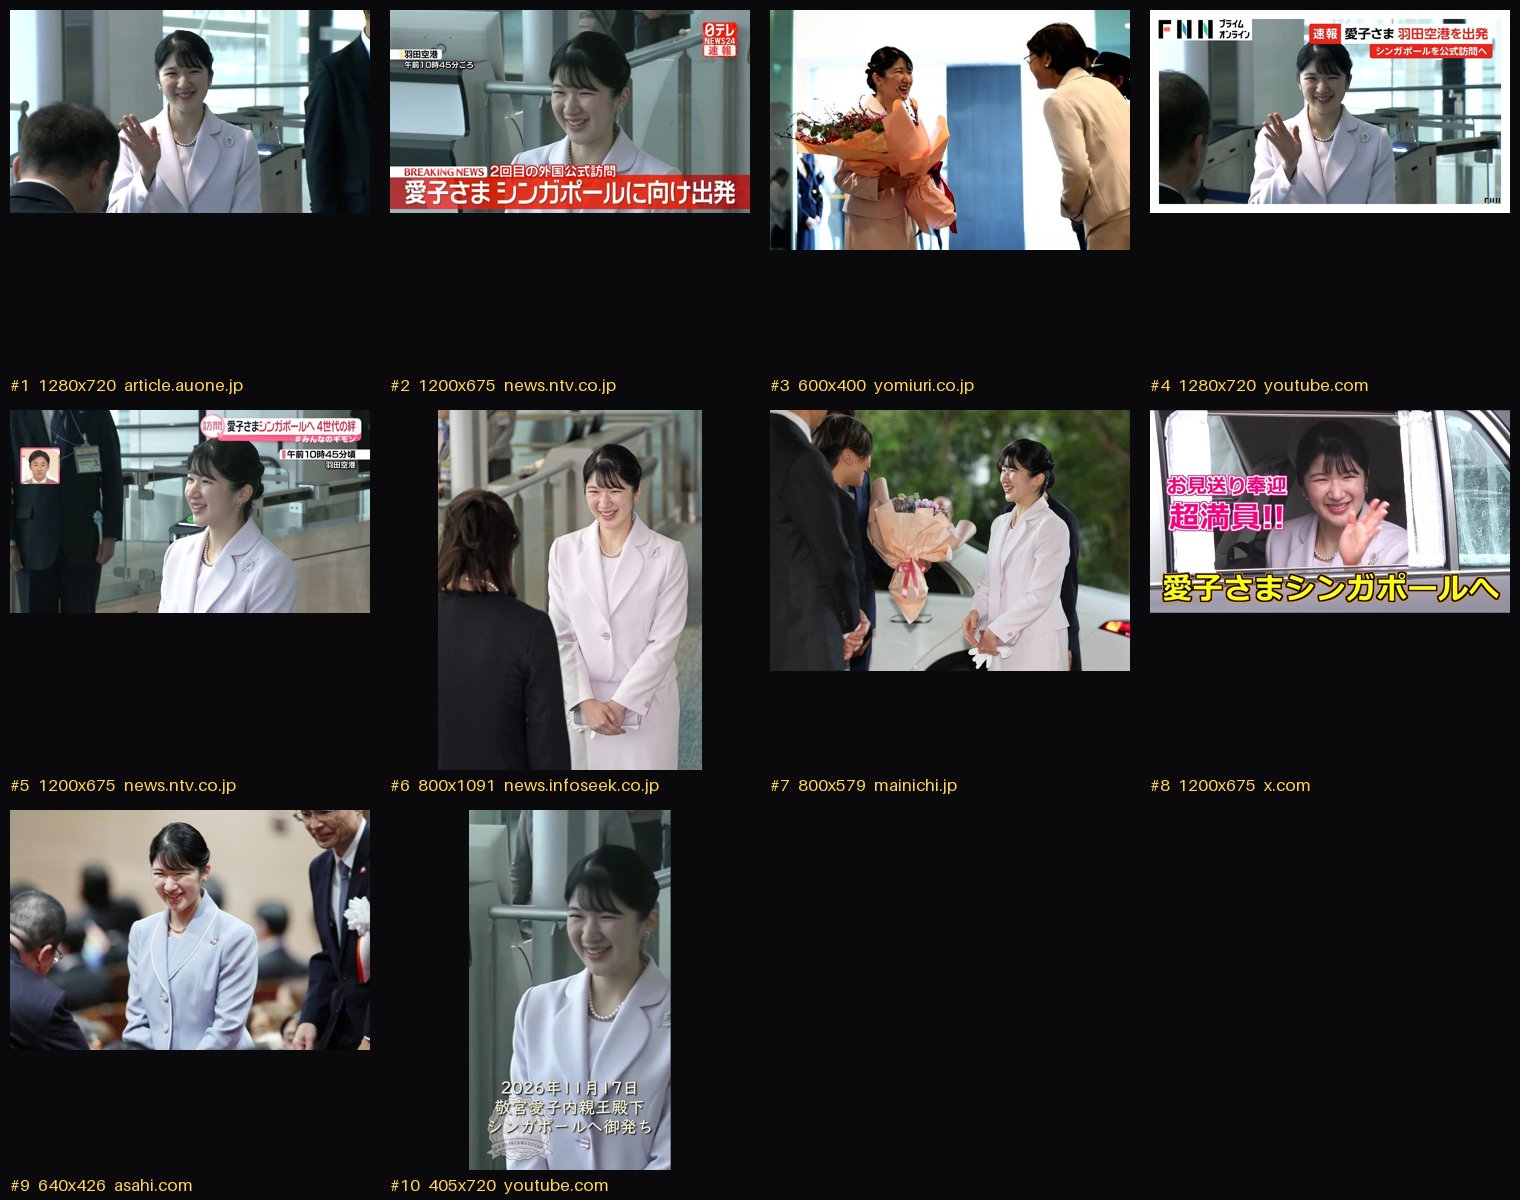 日テレ
NEWS24
速報
羽田空港
午前10時45分ごろ
BREAKING NEWS 2回目の外国公式訪問
愛子さま シンガポールに向け出発
FNN プライム
オンライン
速報 愛子さま 羽田空港を出発
シンガポールを公式訪問へ
FNN
#1 1280x720 article.auone.jp
#2 1200x675 news.ntv.co.jp
#3 600x400 yomiuri.co.jp
#4 1280x720 youtube.com
訪問 愛子さまシンガポールへ 4世代の絆
#みんなのギモン
午前10時45分頃
羽田空港
お見送り奉迎
超満員!!
愛子さまシンガポールへ
#5 1200x675 news.ntv.co.jp
#6 800x1091 news.infoseek.co.jp
#7 800x579 mainichi.jp
#8 1200x675 x.com
2026年11月17日
敬宮愛子内親王殿下
シンガポールへ御発ち
#9 640x426 asahi.com
#10 405x720 youtube.com